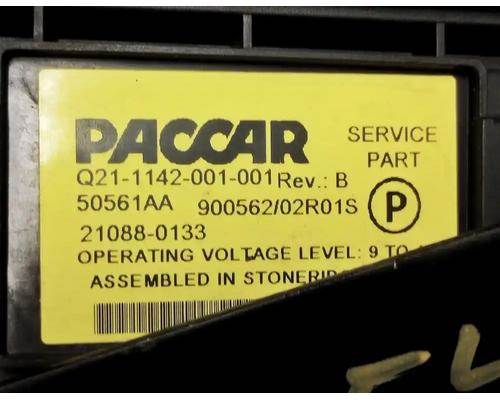 PACCAR
SERVICE
PART
Q21-1142-001-001 Rev.: B
50561AA 900562/02R01S
P
21088-0133
OPERATING VOLTAGE LEVEL: 9 TO
ASSEMBLED IN